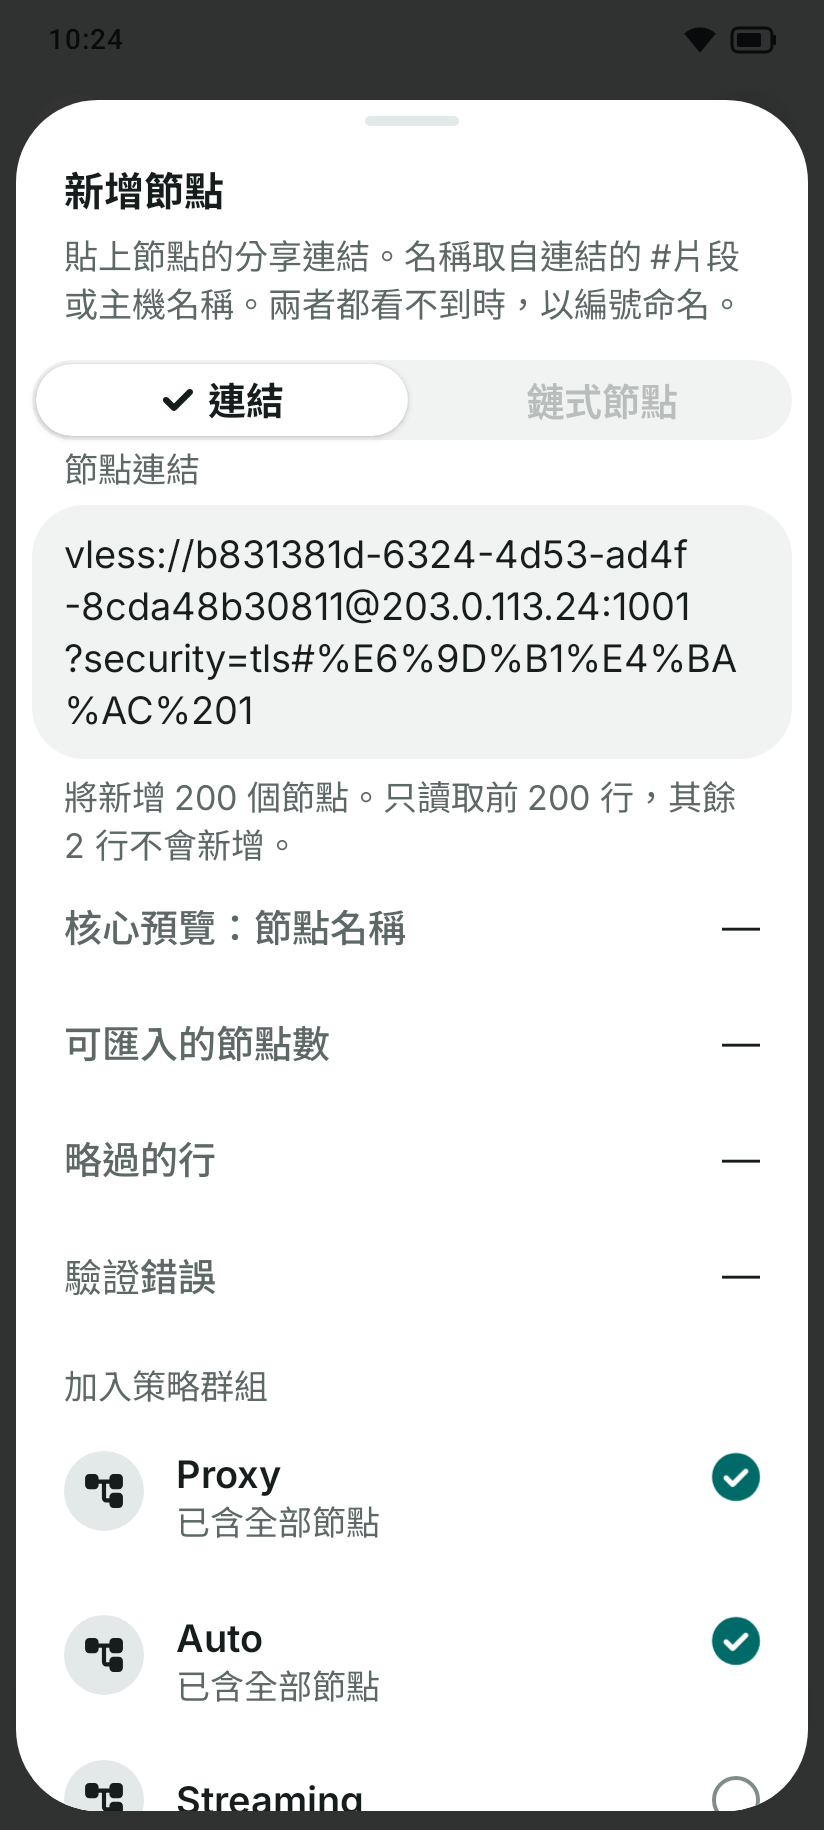 10:24
新增節點
貼上節點的分享連結。名稱取自連結的 #片段
或主機名稱。兩者都看不到時，以編號命名。
連結
鏈式節點
節點連結
vless://b831381d-6324-4d53-ad4f
-8cda48b30811@203.0.113.24:1001
?security=tls#%E6%9D%B1%E4%BA
%AC%201
將新增 200 個節點。只讀取前 200 行，其餘
2 行不會新增。
核心預覽：節點名稱 —
可匯入的節點數 —
略過的行 —
驗證錯誤 —
加入策略群組
Proxy
已含全部節點
Auto
已含全部節點
Streaming